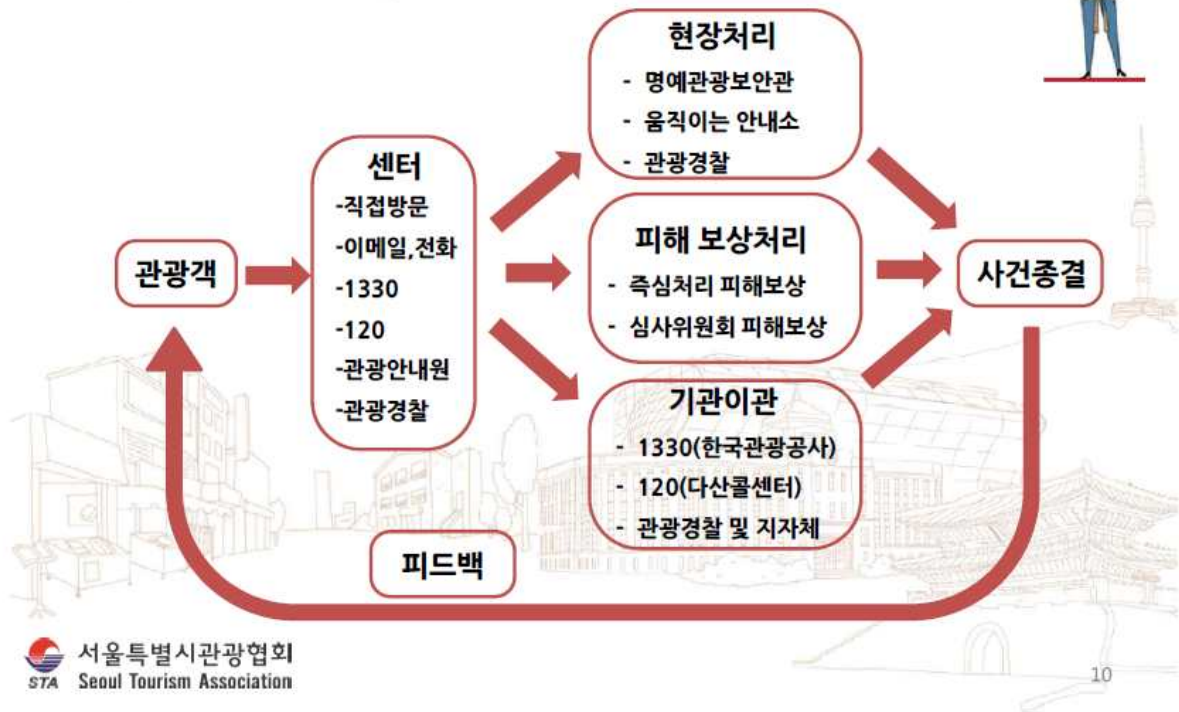 관광객
센터
-직접방문
-이메일,전화
-1330
-120
-관광안내원
-관광경찰
현장처리
- 명예관광보안관
- 움직이는 안내소
- 관광경찰
피해 보상처리
- 즉심처리 피해보상
- 심사위원회 피해보상
기관이관
- 1330(한국관광공사)
- 120(다산콜센터)
- 관광경찰 및 지자체
사건종결
피드백
서울특별시관광협회
STA Seoul Tourism Association
10